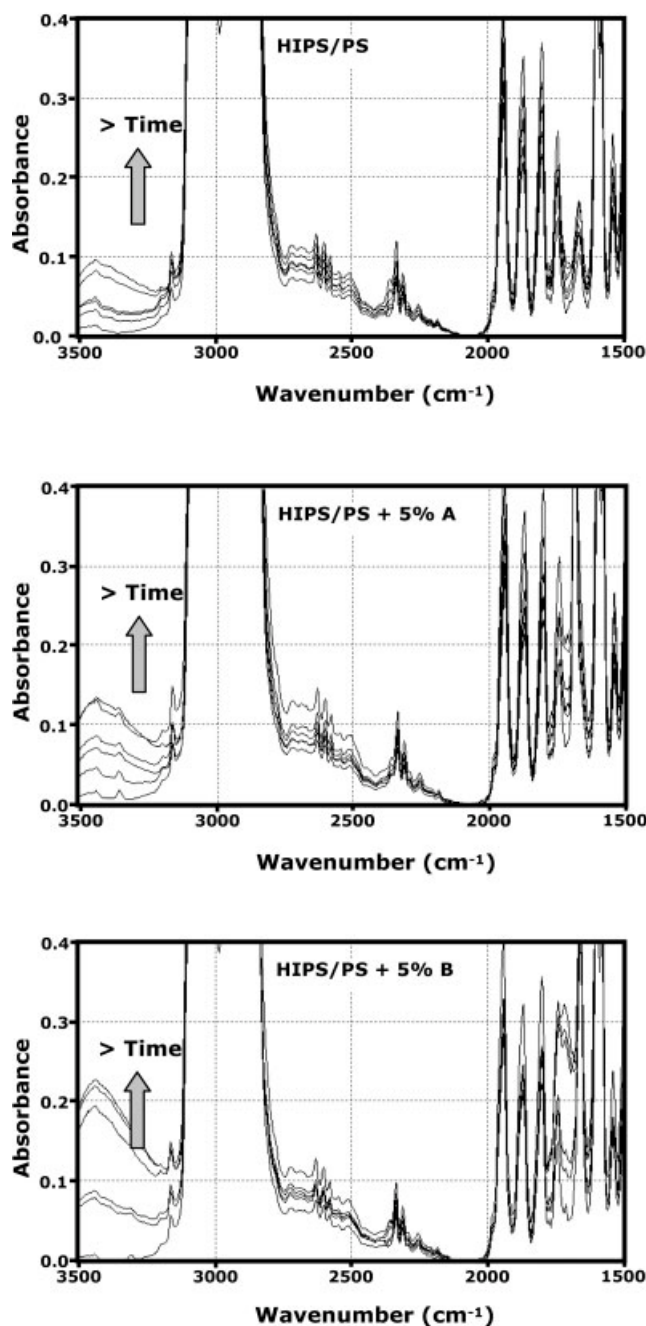 HIPS/PS
> Time
Absorbance
0.4
0.3
0.2
0.1
0.0
3500 3000 2500 2000 1500
Wavenumber (cm-1)
HIPS/PS + 5% A
> Time
Absorbance
0.4
0.3
0.2
0.1
0.0
3500 3000 2500 2000 1500
Wavenumber (cm-1)
HIPS/PS + 5% B
> Time
Absorbance
0.4
0.3
0.2
0.1
0.0
3500 3000 2500 2000 1500
Wavenumber (cm-1)